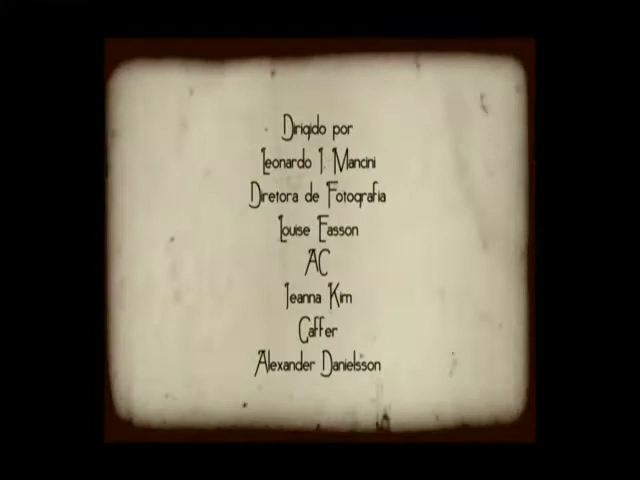 Dirigido por
Leonardo J. Mancini
Diretora de Fotografia
Louise Easson
AC
Jeanna Kim
Gaffer
Alexander Danielsson